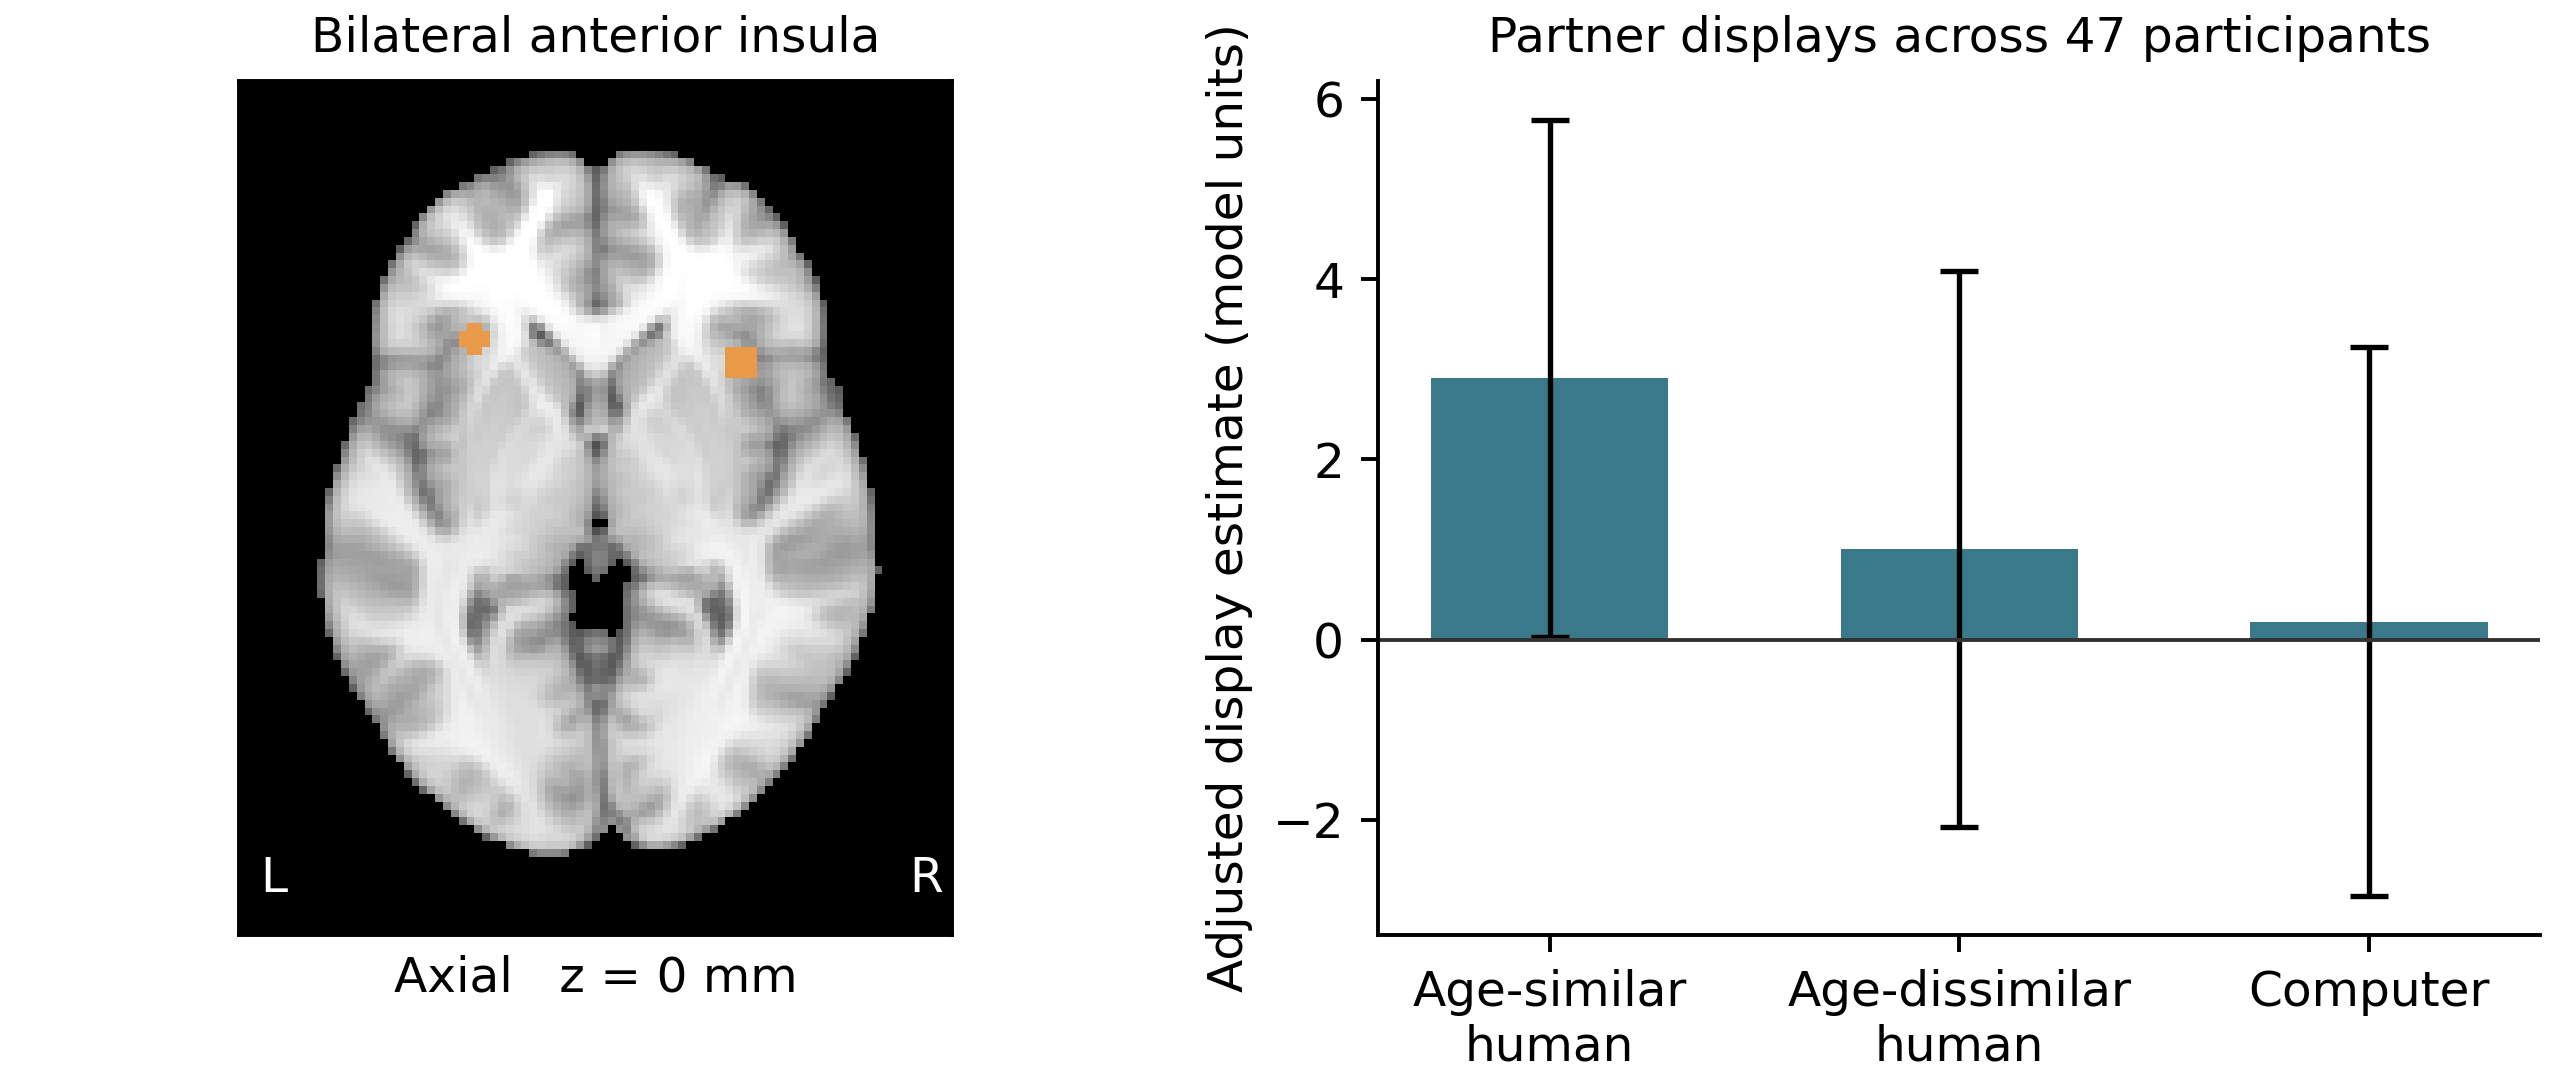 Bilateral anterior insula
L
R
Axial   z = 0 mm
Partner displays across 47 participants
Adjusted display estimate (model units)
6
4
2
0
−2
Age-similar
human
Age-dissimilar
human
Computer